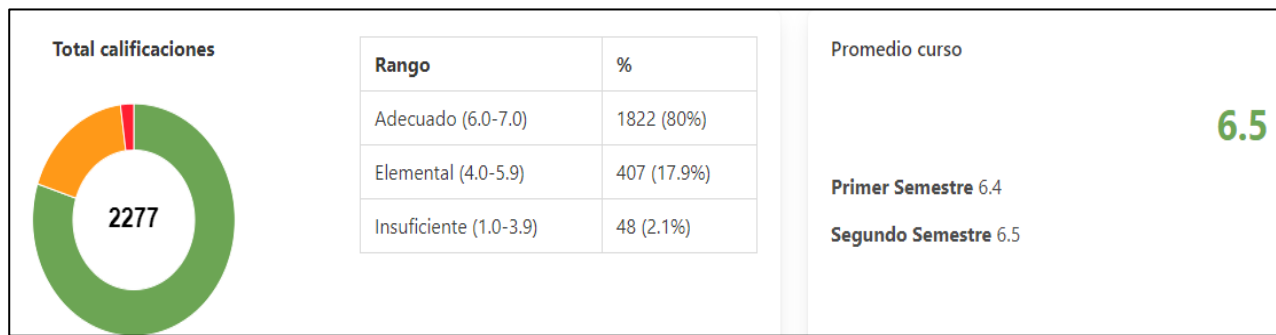 Total calificaciones
2277
Rango %
Adecuado (6.0-7.0) 1822 (80%)
Elemental (4.0-5.9) 407 (17.9%)
Insuficiente (1.0-3.9) 48 (2.1%)
Promedio curso
6.5
Primer Semestre 6.4
Segundo Semestre 6.5